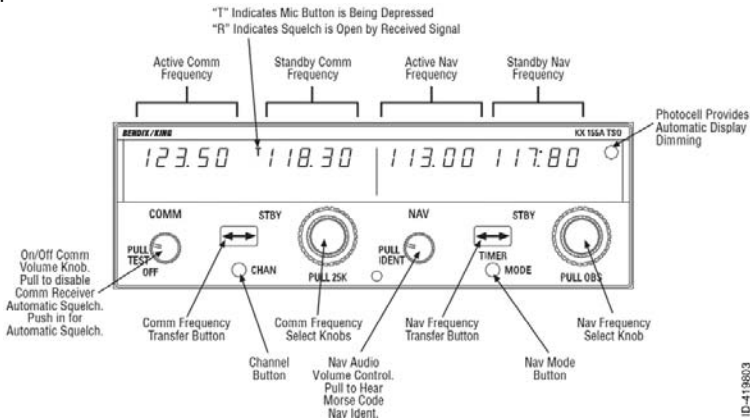 "T" Indicates Mic Button is Being Depressed
"R" Indicates Squelch is Open by Received Signal
Active Comm
Frequency
Standby Comm
Frequency
Active Nav
Frequency
Standby Nav
Frequency
Photocell Provides
Automatic Display
Dimming
BENDIX/KING
KX 155A TSO
123.50
T
118.30
113.00
117.80
COMM
STBY
NAV
STBY
PULL
TEST
OFF
CHAN
PULL 25K
PULL
IDENT
TIMER
MODE
PULL OBS
On/Off Comm
Volume Knob.
Pull to disable
Comm Receiver
Automatic Squelch.
Push in for
Automatic Squelch.
Comm Frequency
Transfer Button
Channel
Button
Comm Frequency
Select Knobs
Nav Audio
Volume Control.
Pull to Hear
Morse Code
Nav Ident.
Nav Frequency
Transfer Button
Nav Mode
Button
Nav Frequency
Select Knob
ID-419803